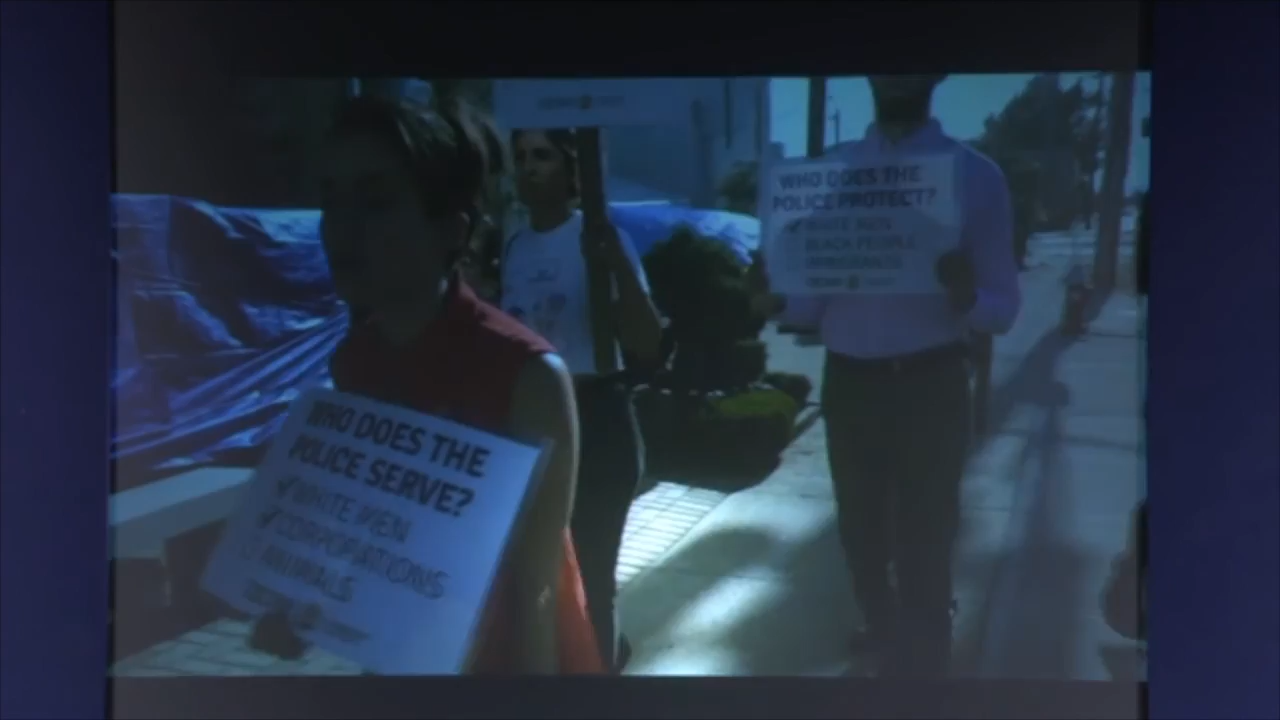 WHO DOES THE
POLICE SERVE?
WHITE MEN
CORPORATIONS
ANIMALS
WHO DOES THE
POLICE PROTECT?
WHITE MEN
BLACK PEOPLE
IMMIGRANTS